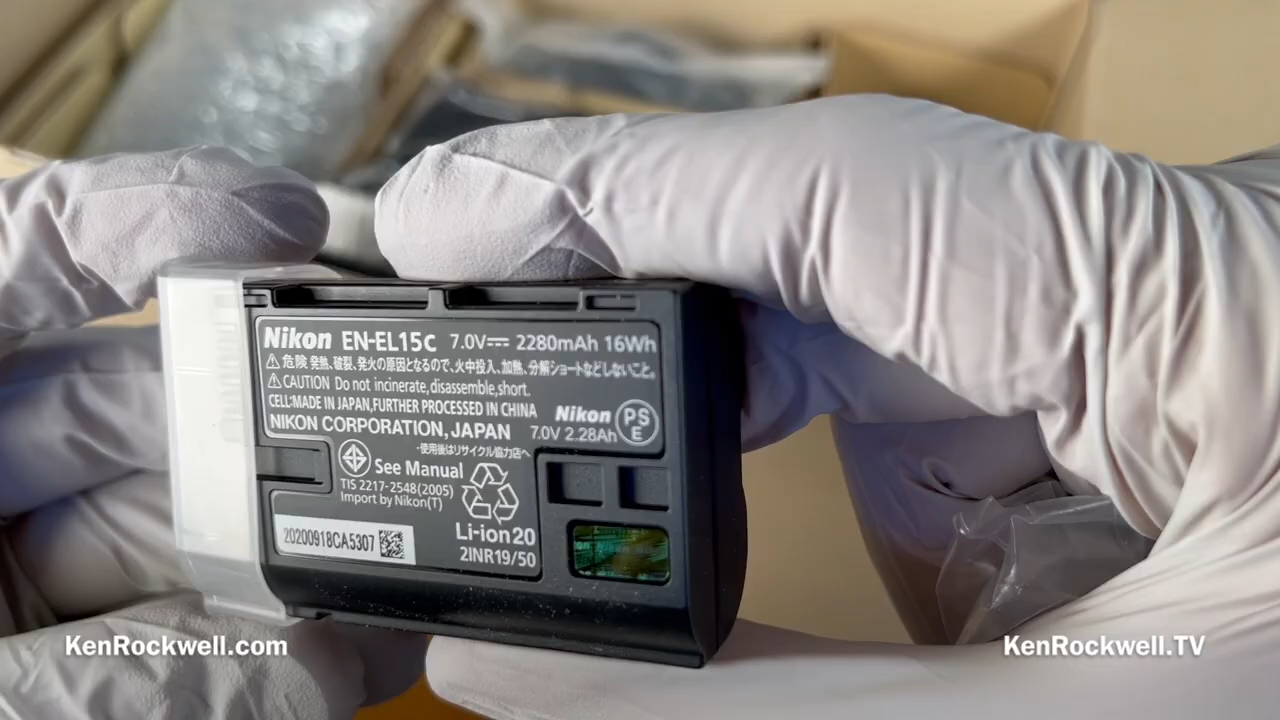 Nikon EN-EL15c 7.0V⎓ 2280mAh 16Wh
⚠危険 発熱、破裂、発火の原因となるので、火中投入、加熱、分解ショートなどしないこと。
⚠CAUTION Do not incinerate,disassemble,short.
CELL:MADE IN JAPAN,FURTHER PROCESSED IN CHINA
NIKON CORPORATION,JAPAN
Nikon
7.0V 2.28Ah
PS
E
・使用後はリサイクル協力店へ
See Manual
TIS 2217-2548(2005)
Import by Nikon(T)
Li-ion20
2INR19/50
20200918CA5307
KenRockwell.com
KenRockwell.TV